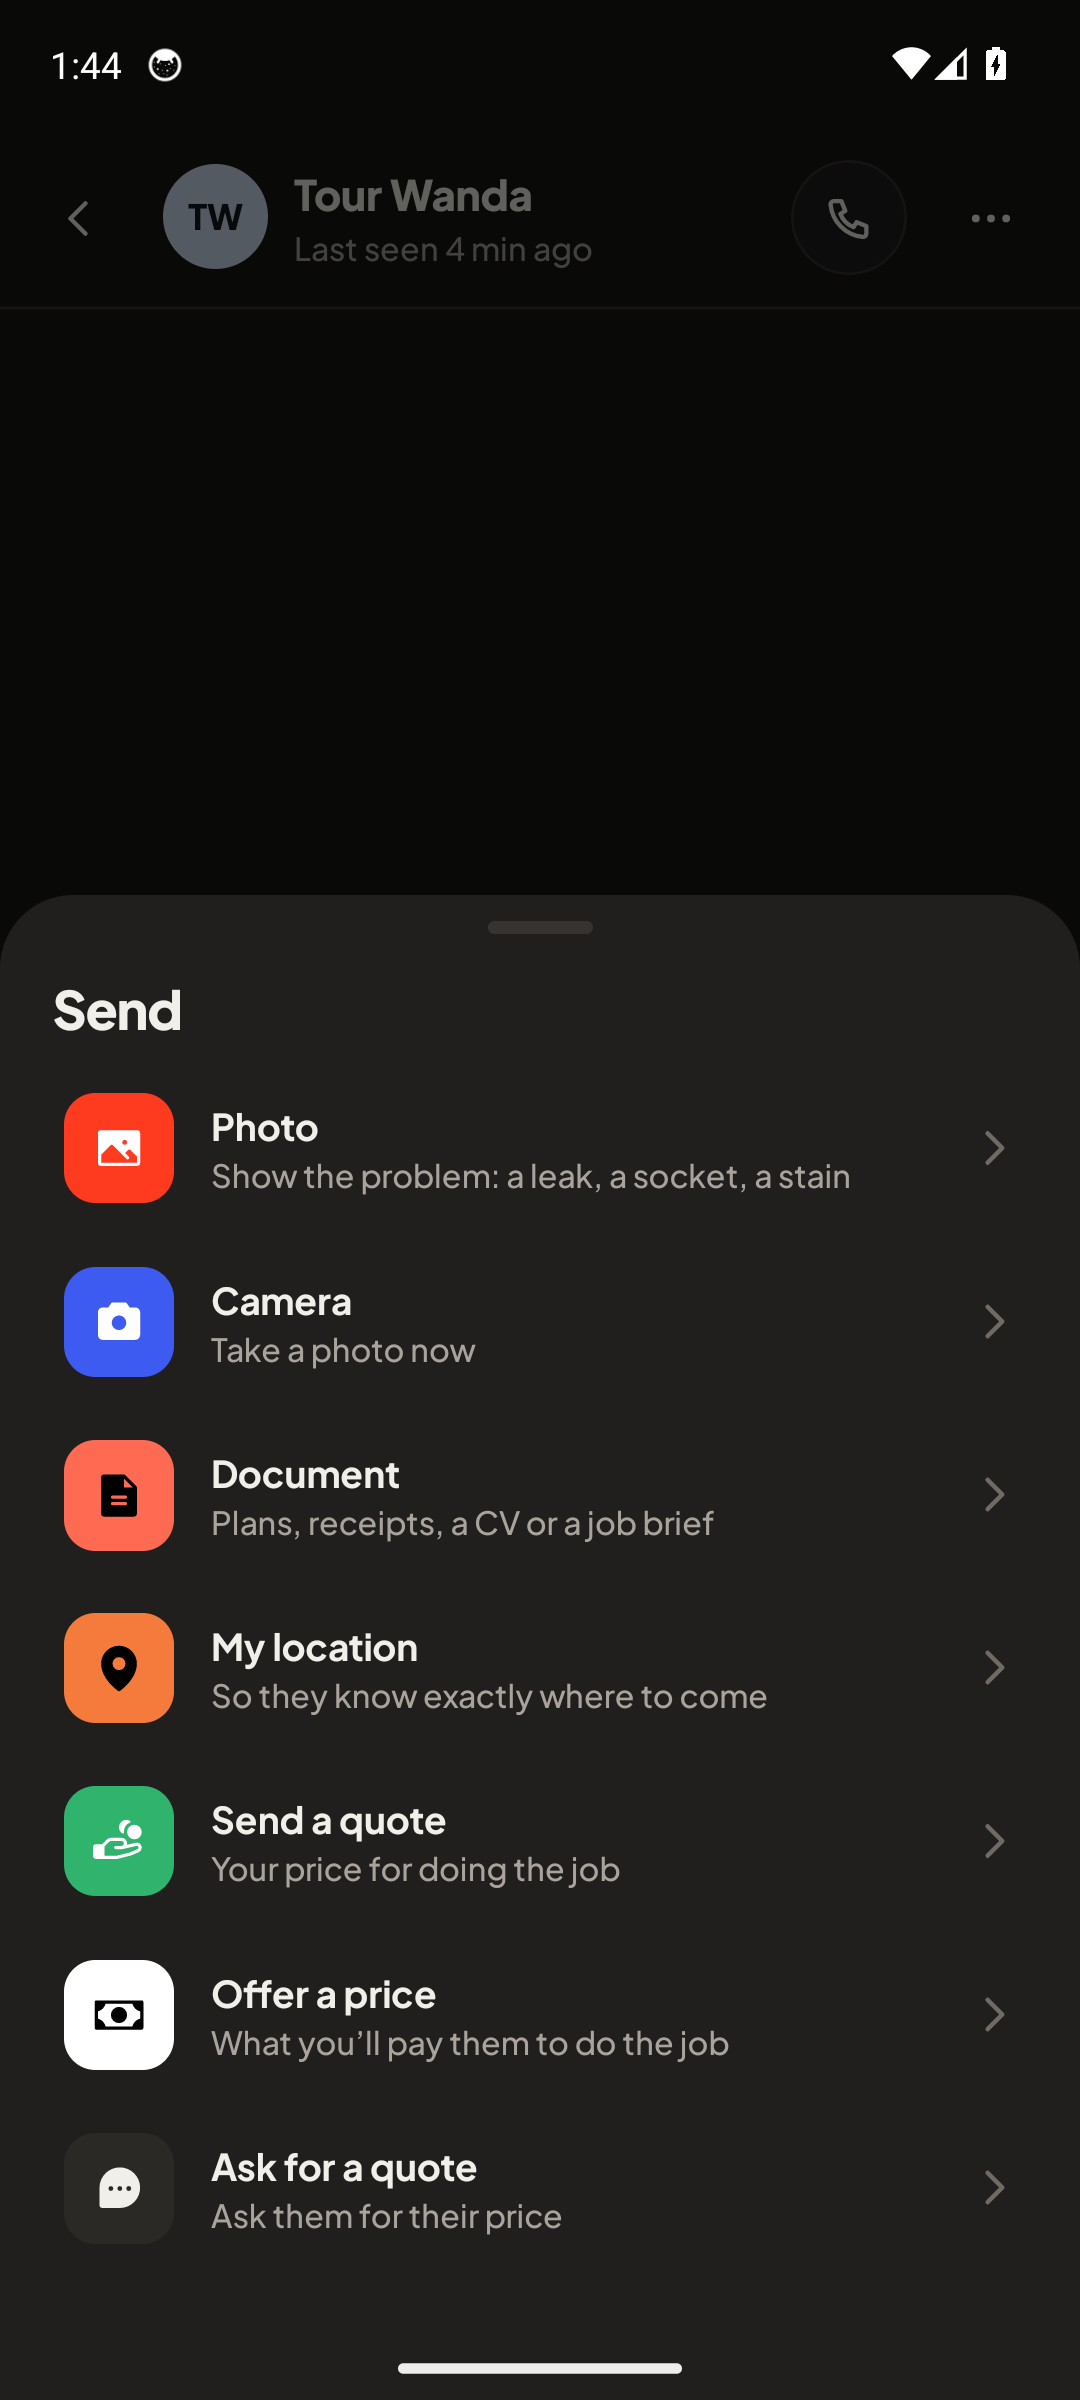 1:44
TW
Tour Wanda
Last seen 4 min ago
Send
Photo
Show the problem: a leak, a socket, a stain
Camera
Take a photo now
Document
Plans, receipts, a CV or a job brief
My location
So they know exactly where to come
Send a quote
Your price for doing the job
Offer a price
What you’ll pay them to do the job
Ask for a quote
Ask them for their price